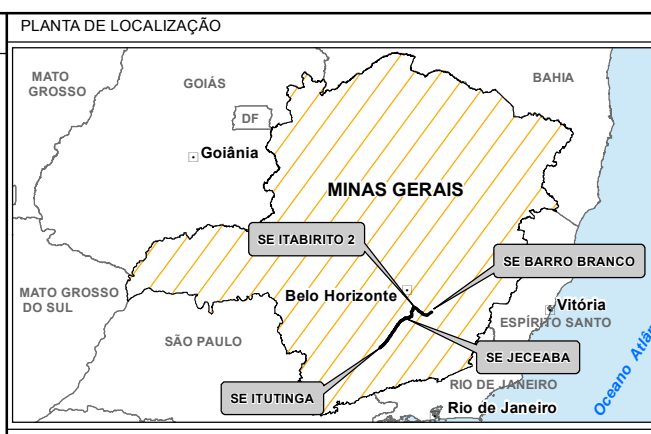 PLANTA DE LOCALIZAÇÃO
MATO
GROSSO
GOIÁS
BAHIA
DF
Goiânia
MINAS GERAIS
SE ITABIRITO 2
SE BARRO BRANCO
MATO GROSSO
DO SUL
Belo Horizonte
Vitória
ESPÍRITO SANTO
SÃO PAULO
SE JECEABA
RIO DE JANEIRO
SE ITUTINGA
Rio de Janeiro
Oceano Atlân